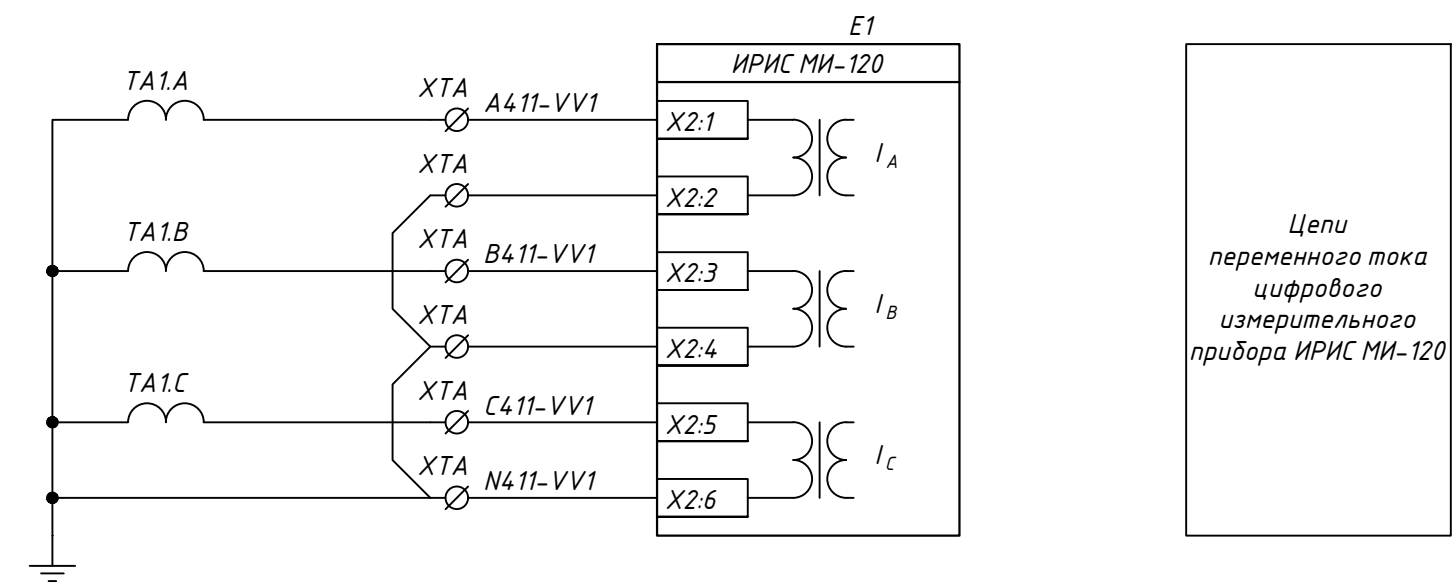 E1
ИРИС МИ-120
TA1.A
XTA
A411-VV1
X2:1
I A
XTA
X2:2
TA1.B
XTA
B411-VV1
X2:3
I B
XTA
X2:4
TA1.C
XTA
C411-VV1
X2:5
I C
XTA
N411-VV1
X2:6
Цепи
переменного тока
цифрового
измерительного
прибора ИРИС МИ-120